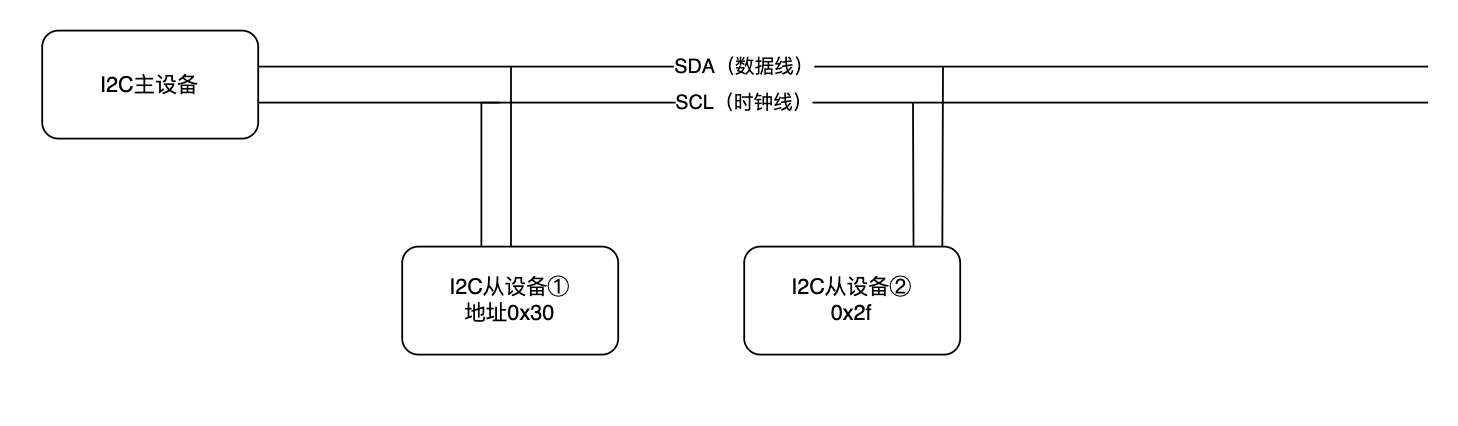 I2C主设备
SDA（数据线）
SCL（时钟线）
I2C从设备①
地址0x30
I2C从设备②
0x2f